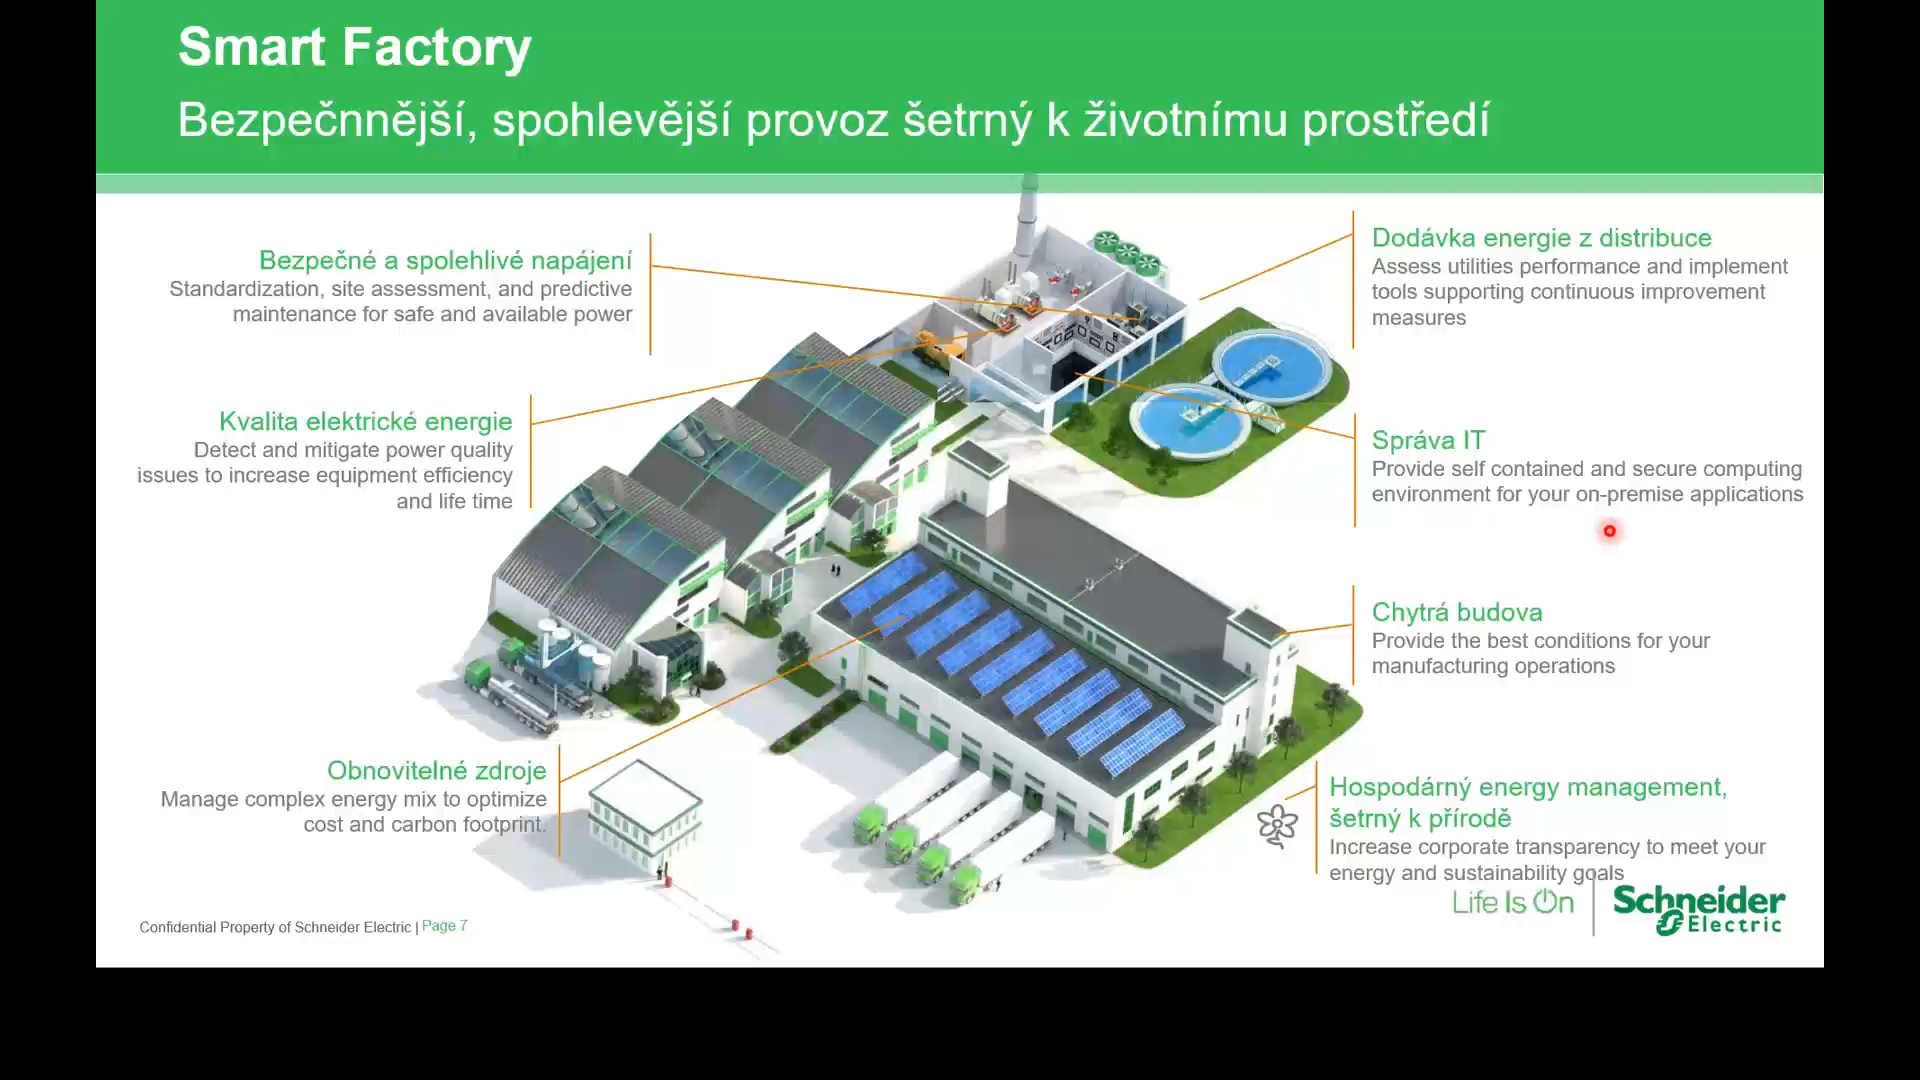 Smart Factory
Bezpečnnější, spohlevější provoz šetrný k životnímu prostředí
Bezpečné a spolehlivé napájení
Standardization, site assessment, and predictive
maintenance for safe and available power
Kvalita elektrické energie
Detect and mitigate power quality
issues to increase equipment efficiency
and life time
Obnovitelné zdroje
Manage complex energy mix to optimize
cost and carbon footprint.
Dodávka energie z distribuce
Assess utilities performance and implement
tools supporting continuous improvement
measures
Správa IT
Provide self contained and secure computing
environment for your on-premise applications
Chytrá budova
Provide the best conditions for your
manufacturing operations
Hospodárný energy management,
šetrný k přírodě
Increase corporate transparency to meet your
energy and sustainability goals
Confidential Property of Schneider Electric | Page 7
Life Is On
Schneider
Electric